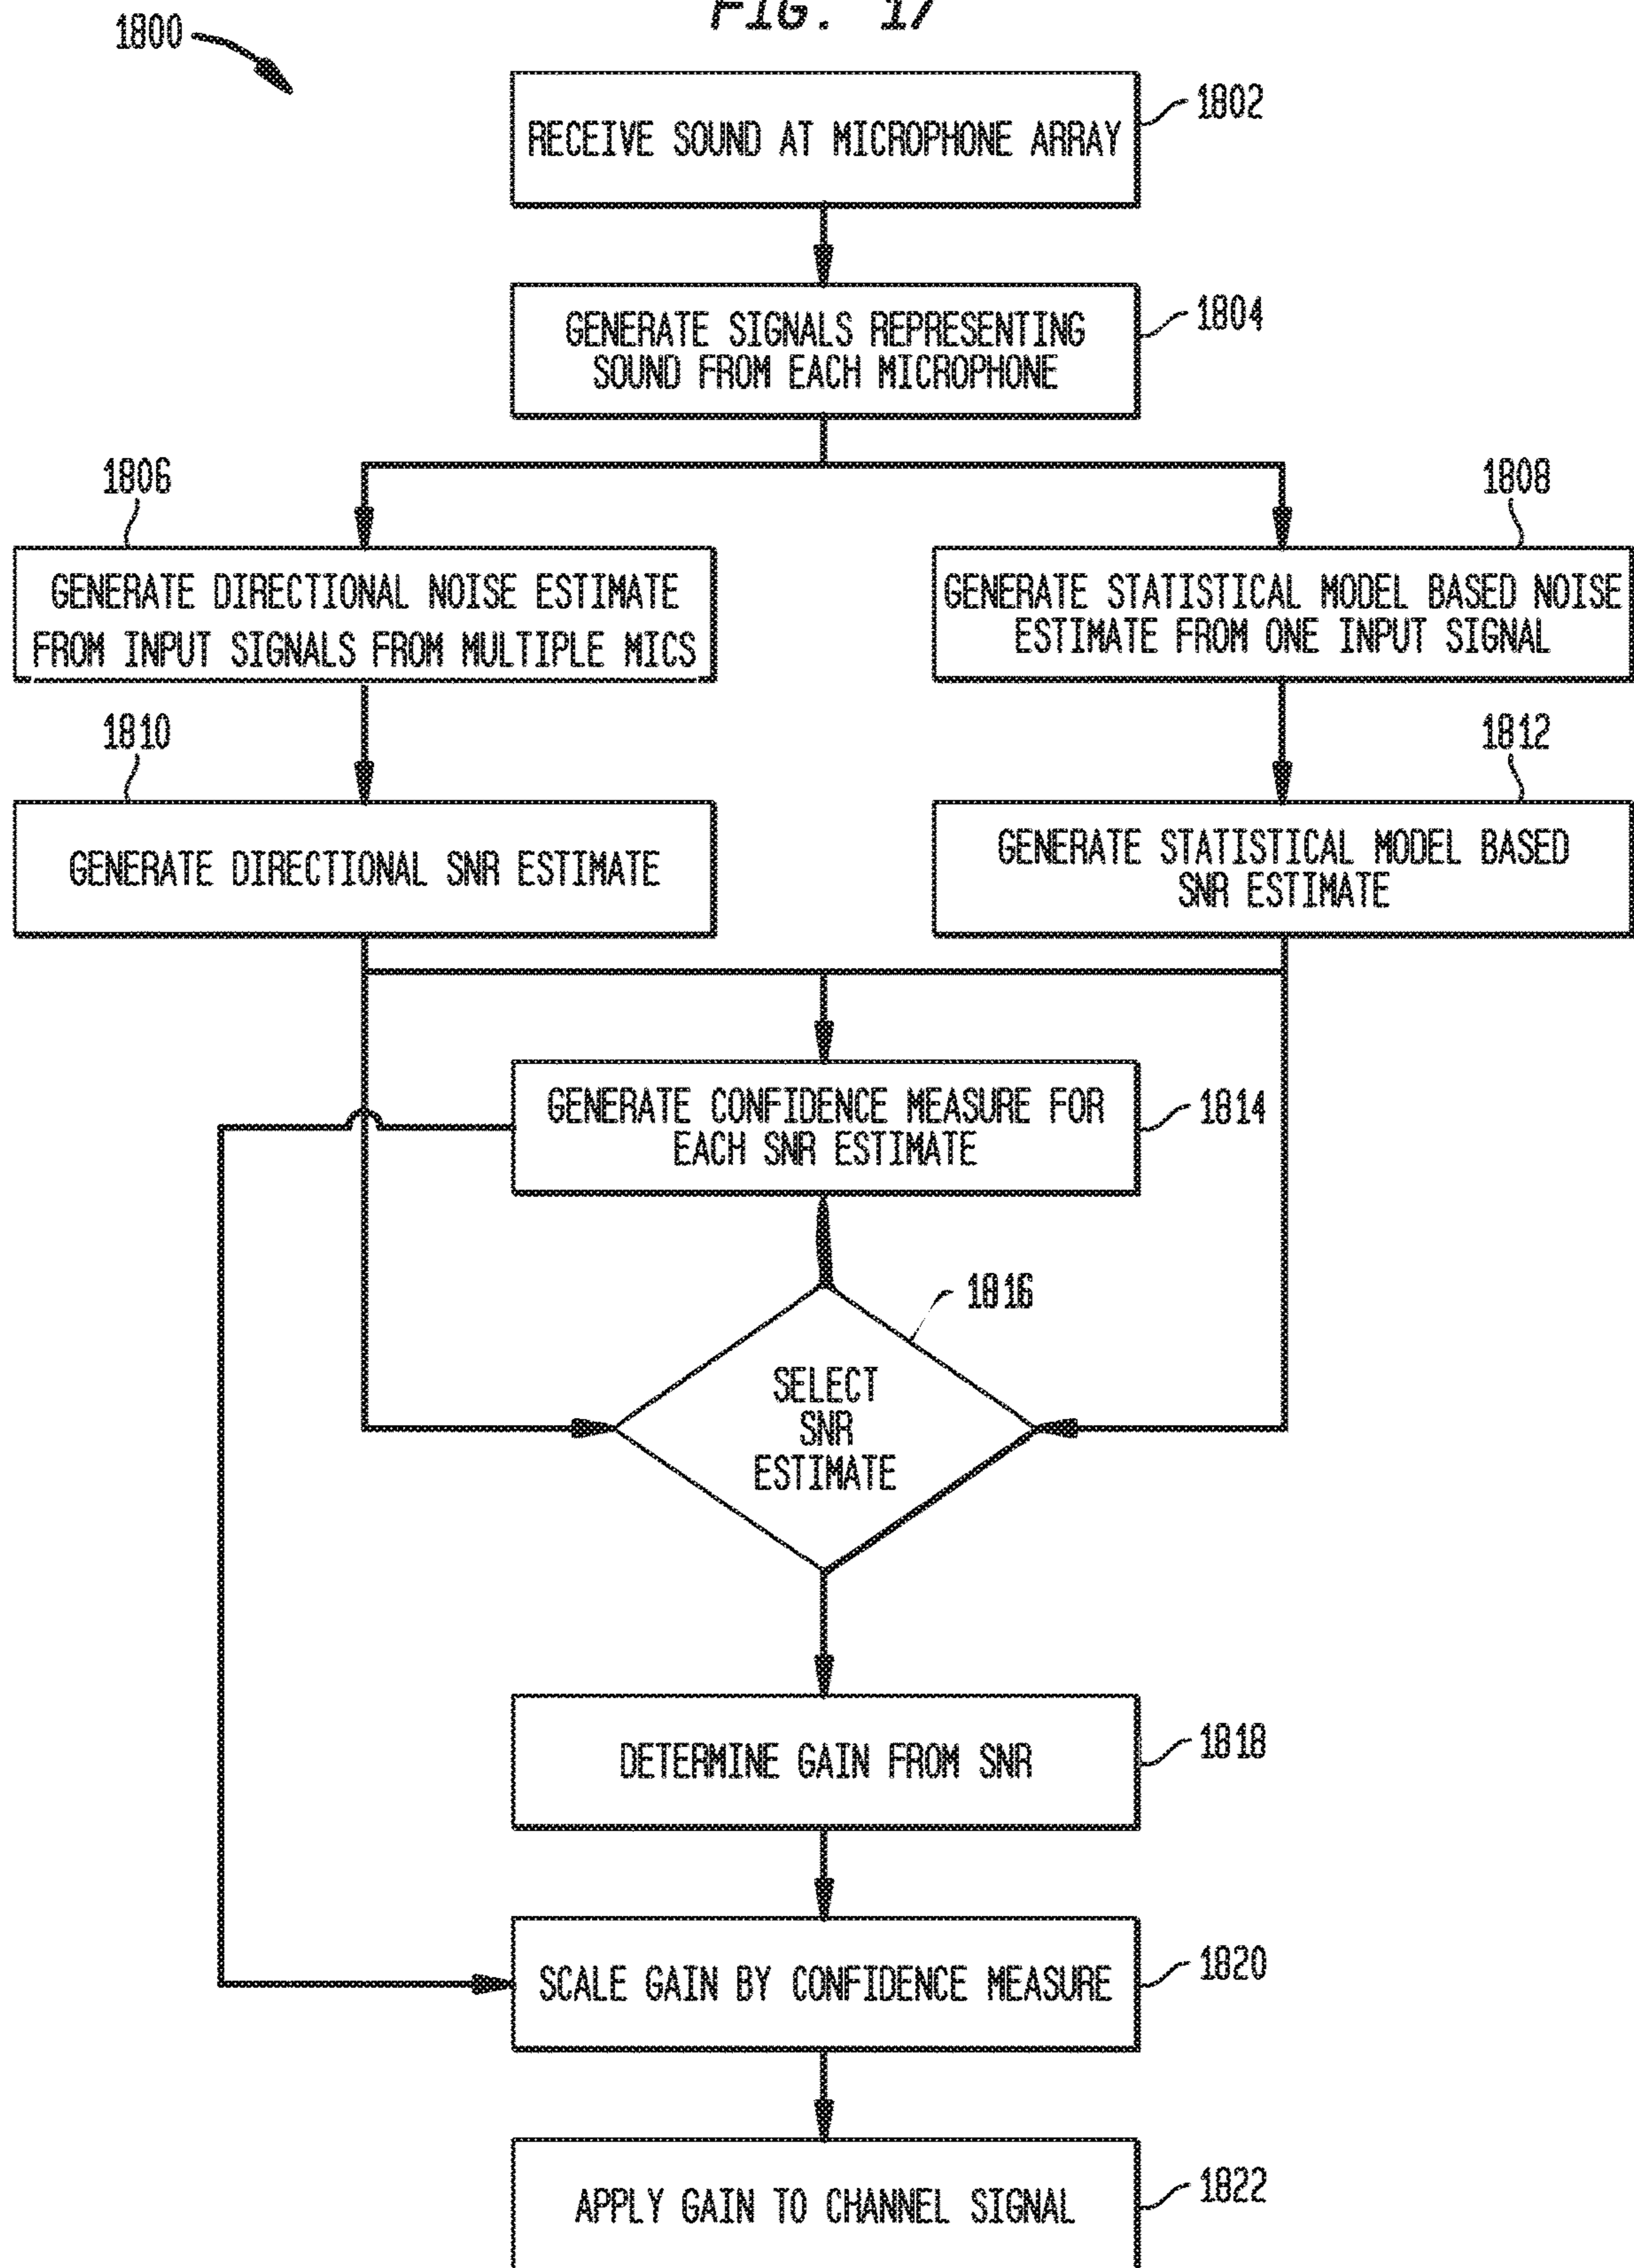 FIG. 17
1800
RECEIVE SOUND AT MICROPHONE ARRAY
1802
GENERATE SIGNALS REPRESENTING
SOUND FROM EACH MICROPHONE
1804
1806
1808
GENERATE DIRECTIONAL NOISE ESTIMATE
FROM INPUT SIGNALS FROM MULTIPLE MICS
GENERATE STATISTICAL MODEL BASED NOISE
ESTIMATE FROM ONE INPUT SIGNAL
1810
1812
GENERATE DIRECTIONAL SNR ESTIMATE
GENERATE STATISTICAL MODEL BASED
SNR ESTIMATE
GENERATE CONFIDENCE MEASURE FOR
EACH SNR ESTIMATE
1814
1816
SELECT
SNR
ESTIMATE
DETERMINE GAIN FROM SNR
1818
SCALE GAIN BY CONFIDENCE MEASURE
1820
APPLY GAIN TO CHANNEL SIGNAL
1822